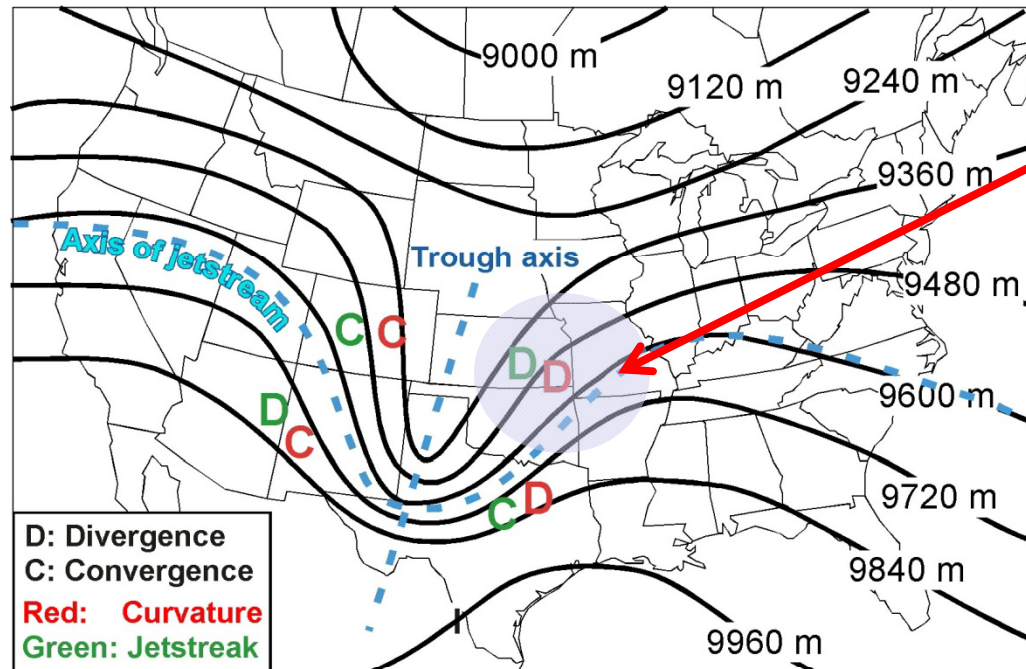 9000 m
9120 m
9240 m
9360 m
9480 m
9600 m
9720 m
9840 m
9960 m
Axis of jetstream
Trough axis
C C
D D
D
C
D
C
D: Divergence
C: Convergence
Red: Curvature
Green: Jetstreak